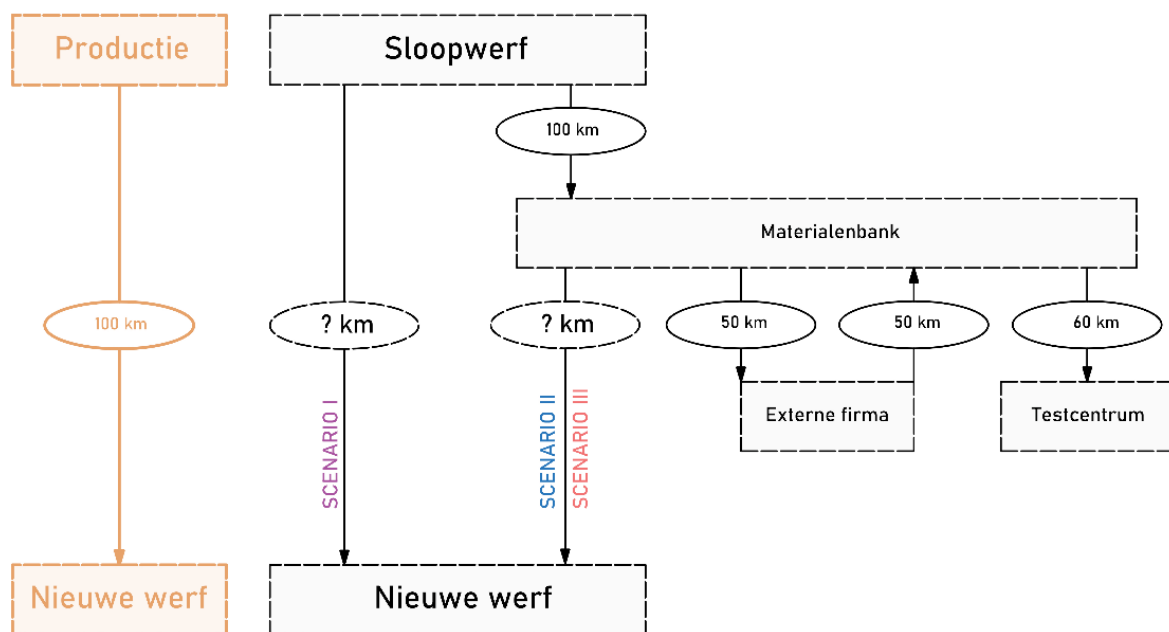 Productie
Sloopwerf
100 km
Materialenbank
100 km
? km
? km
50 km
50 km
60 km
SCENARIO I
SCENARIO II
SCENARIO III
Externe firma
Testcentrum
Nieuwe werf
Nieuwe werf